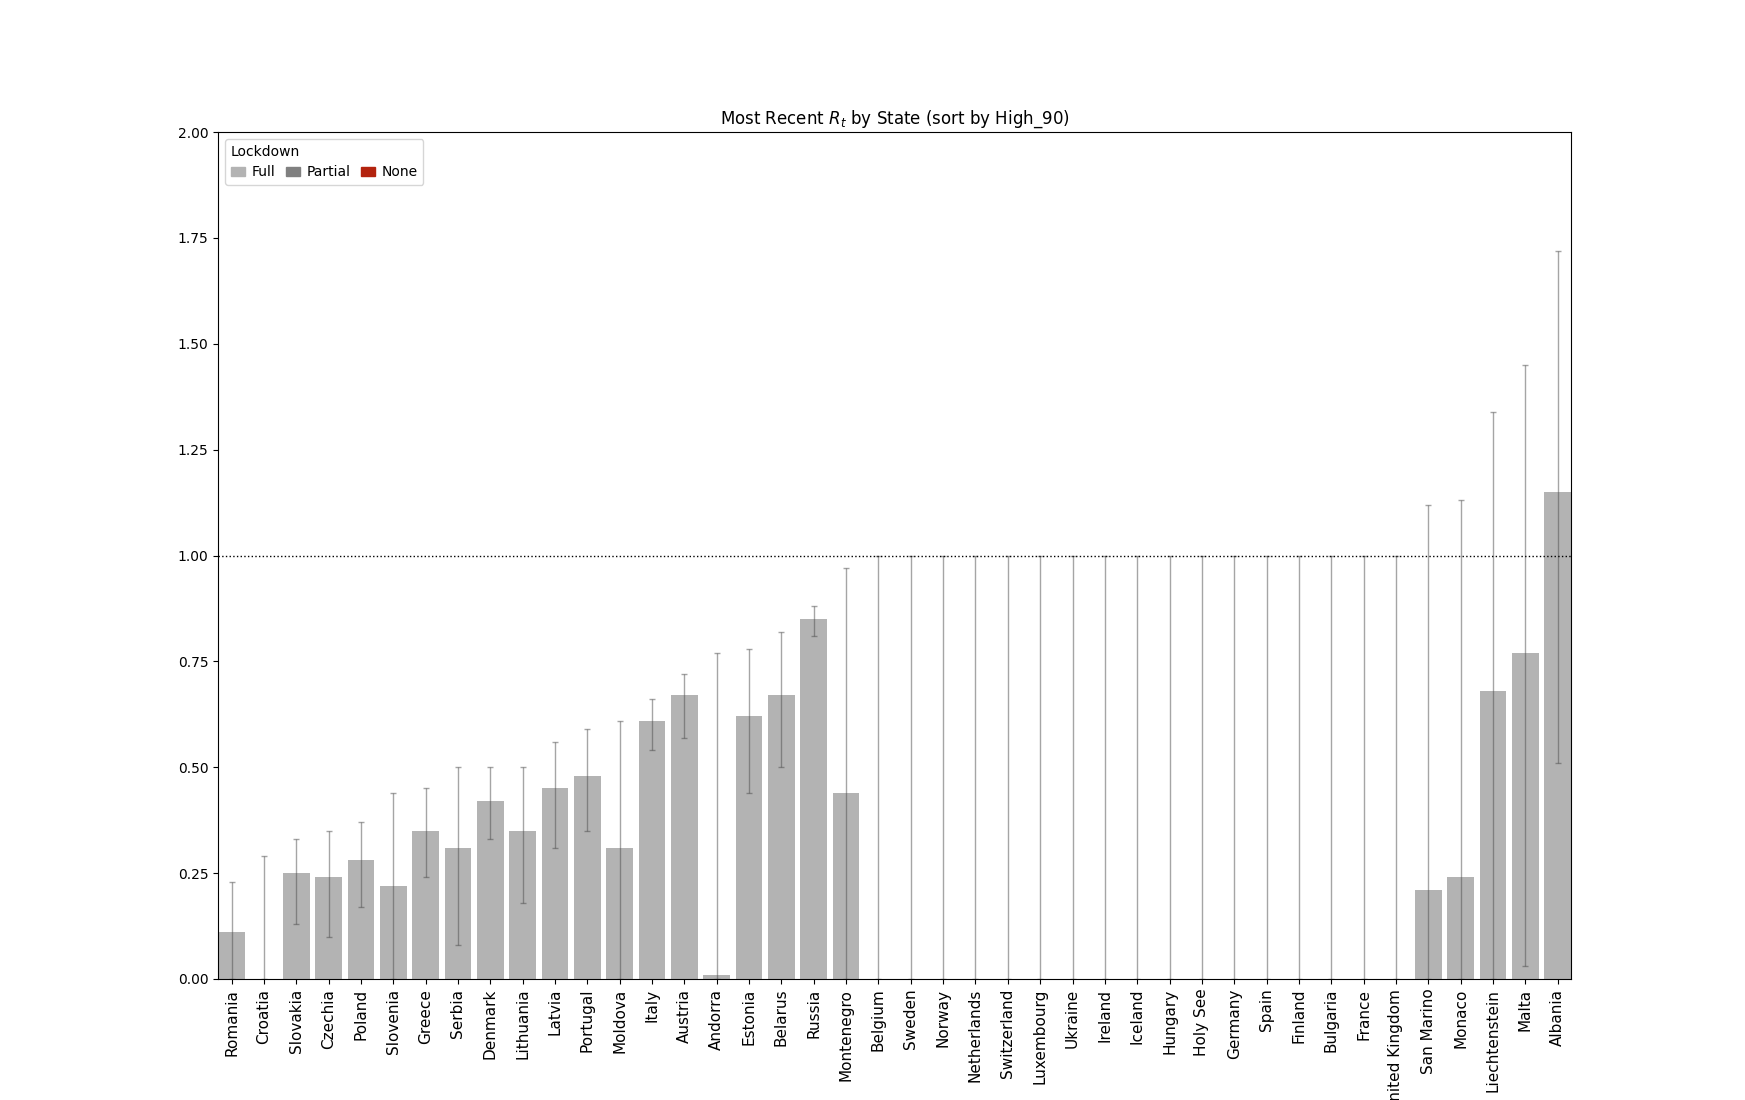 Most Recent Rt by State (sort by High_90)
Lockdown
Full Partial None
2.00
1.75
1.50
1.25
1.00
0.75
0.50
0.25
0.00
Romania
Croatia
Slovakia
Czechia
Poland
Slovenia
Greece
Serbia
Denmark
Lithuania
Latvia
Portugal
Moldova
Italy
Austria
Andorra
Estonia
Belarus
Russia
Montenegro
Belgium
Sweden
Norway
Netherlands
Switzerland
Luxembourg
Ukraine
Ireland
Iceland
Hungary
Holy See
Germany
Spain
Finland
Bulgaria
France
nited Kingdom
San Marino
Monaco
Liechtenstein
Malta
Albania